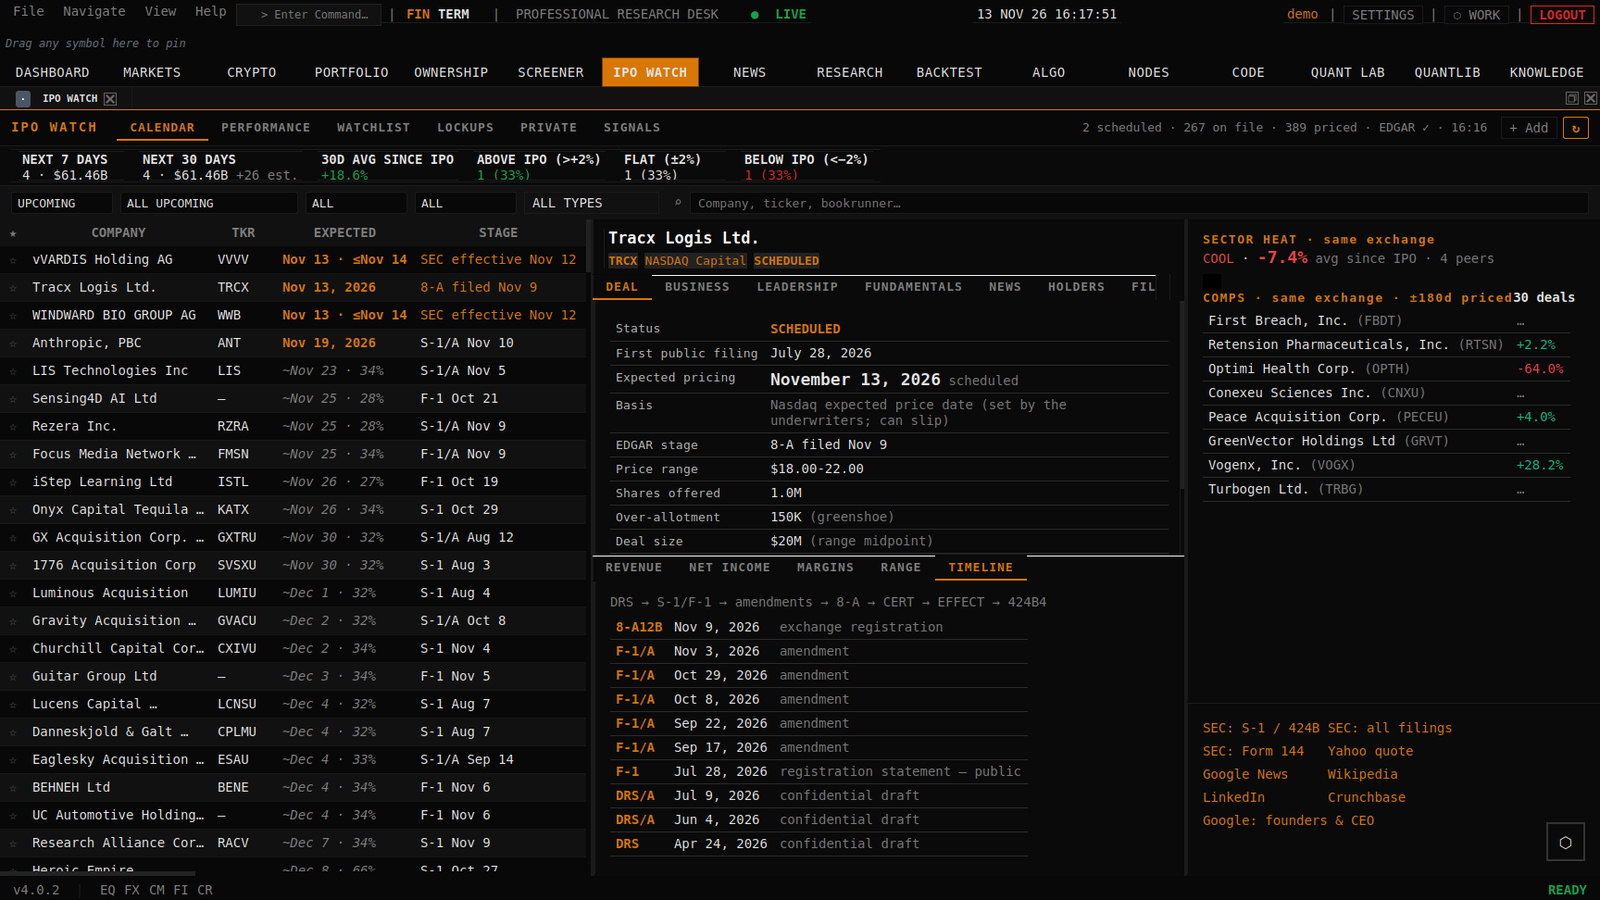 File Navigate View Help > Enter Command… | FIN TERM | PROFESSIONAL RESEARCH DESK ● LIVE 13 NOV 26 16:17:51 demo | SETTINGS | ⬡ WORK | LOGOUT
Drag any symbol here to pin
DASHBOARD MARKETS CRYPTO PORTFOLIO OWNERSHIP SCREENER IPO WATCH NEWS RESEARCH BACKTEST ALGO NODES CODE QUANT LAB QUANTLIB KNOWLEDGE
IPO WATCH
IPO WATCH CALENDAR PERFORMANCE WATCHLIST LOCKUPS PRIVATE SIGNALS 2 scheduled · 267 on file · 389 priced · EDGAR ✓ · 16:16 + Add ↻
NEXT 7 DAYS NEXT 30 DAYS 30D AVG SINCE IPO ABOVE IPO (>+2%) FLAT (±2%) BELOW IPO (<−2%)
4 · $61.46B 4 · $61.46B +26 est. +18.6% 1 (33%) 1 (33%) 1 (33%)
UPCOMING ALL UPCOMING ALL ALL ALL TYPES ⌕ Company, ticker, bookrunner…
★ COMPANY TKR EXPECTED STAGE
☆ vVARDIS Holding AG VVVV Nov 13 · ≤Nov 14 SEC effective Nov 12
☆ Tracx Logis Ltd. TRCX Nov 13, 2026 8-A filed Nov 9
☆ WINDWARD BIO GROUP AG WWB Nov 13 · ≤Nov 14 SEC effective Nov 12
☆ Anthropic, PBC ANT Nov 19, 2026 S-1/A Nov 10
☆ LIS Technologies Inc LIS ~Nov 23 · 34% S-1/A Nov 5
☆ Sensing4D AI Ltd — ~Nov 25 · 28% F-1 Oct 21
☆ Rezera Inc. RZRA ~Nov 25 · 28% S-1/A Nov 9
☆ Focus Media Network … FMSN ~Nov 25 · 34% F-1/A Nov 9
☆ iStep Learning Ltd ISTL ~Nov 26 · 27% F-1 Oct 19
☆ Onyx Capital Tequila … KATX ~Nov 26 · 34% S-1 Oct 29
☆ GX Acquisition Corp. … GXTRU ~Nov 30 · 32% S-1/A Aug 12
☆ 1776 Acquisition Corp SVSXU ~Nov 30 · 32% S-1 Aug 3
☆ Luminous Acquisition LUMIU ~Dec 1 · 32% S-1 Aug 4
☆ Gravity Acquisition … GVACU ~Dec 2 · 32% S-1/A Oct 8
☆ Churchill Capital Cor… CXIVU ~Dec 2 · 34% S-1 Nov 4
☆ Guitar Group Ltd — ~Dec 3 · 34% F-1 Nov 5
☆ Lucens Capital … LCNSU ~Dec 4 · 32% S-1 Aug 7
☆ Danneskjold & Galt … CPLMU ~Dec 4 · 32% S-1 Aug 7
☆ Eaglesky Acquisition … ESAU ~Dec 4 · 33% S-1/A Sep 14
☆ BEHNEH Ltd BENE ~Dec 4 · 34% F-1 Nov 6
☆ UC Automotive Holding… — ~Dec 4 · 34% F-1 Nov 6
☆ Research Alliance Cor… RACV ~Dec 7 · 34% S-1 Nov 9
☆ Heroic Empire — ~Dec 8 · 66% S-1 Oct 27
Tracx Logis Ltd.
TRCX NASDAQ Capital SCHEDULED
DEAL BUSINESS LEADERSHIP FUNDAMENTALS NEWS HOLDERS FIL
Status SCHEDULED
First public filing July 28, 2026
Expected pricing November 13, 2026 scheduled
Basis Nasdaq expected price date (set by the
underwriters; can slip)
EDGAR stage 8-A filed Nov 9
Price range $18.00-22.00
Shares offered 1.0M
Over-allotment 150K (greenshoe)
Deal size $20M (range midpoint)
REVENUE NET INCOME MARGINS RANGE TIMELINE
DRS → S-1/F-1 → amendments → 8-A → CERT → EFFECT → 424B4
8-A12B Nov 9, 2026 exchange registration
F-1/A Nov 3, 2026 amendment
F-1/A Oct 29, 2026 amendment
F-1/A Oct 8, 2026 amendment
F-1/A Sep 22, 2026 amendment
F-1/A Sep 17, 2026 amendment
F-1 Jul 28, 2026 registration statement — public
DRS/A Jul 9, 2026 confidential draft
DRS/A Jun 4, 2026 confidential draft
DRS Apr 24, 2026 confidential draft
SECTOR HEAT · same exchange
COOL · -7.4% avg since IPO · 4 peers
COMPS · same exchange · ±180d priced 30 deals
First Breach, Inc. (FBDT) …
Retension Pharmaceuticals, Inc. (RTSN) +2.2%
Optimi Health Corp. (OPTH) -64.0%
Conexeu Sciences Inc. (CNXU) …
Peace Acquisition Corp. (PECEU) +4.0%
GreenVector Holdings Ltd (GRVT) …
Vogenx, Inc. (VOGX) +28.2%
Turbogen Ltd. (TRBG) …
SEC: S-1 / 424B SEC: all filings
SEC: Form 144 Yahoo quote
Google News Wikipedia
LinkedIn Crunchbase
Google: founders & CEO
v4.0.2 EQ FX CM FI CR READY